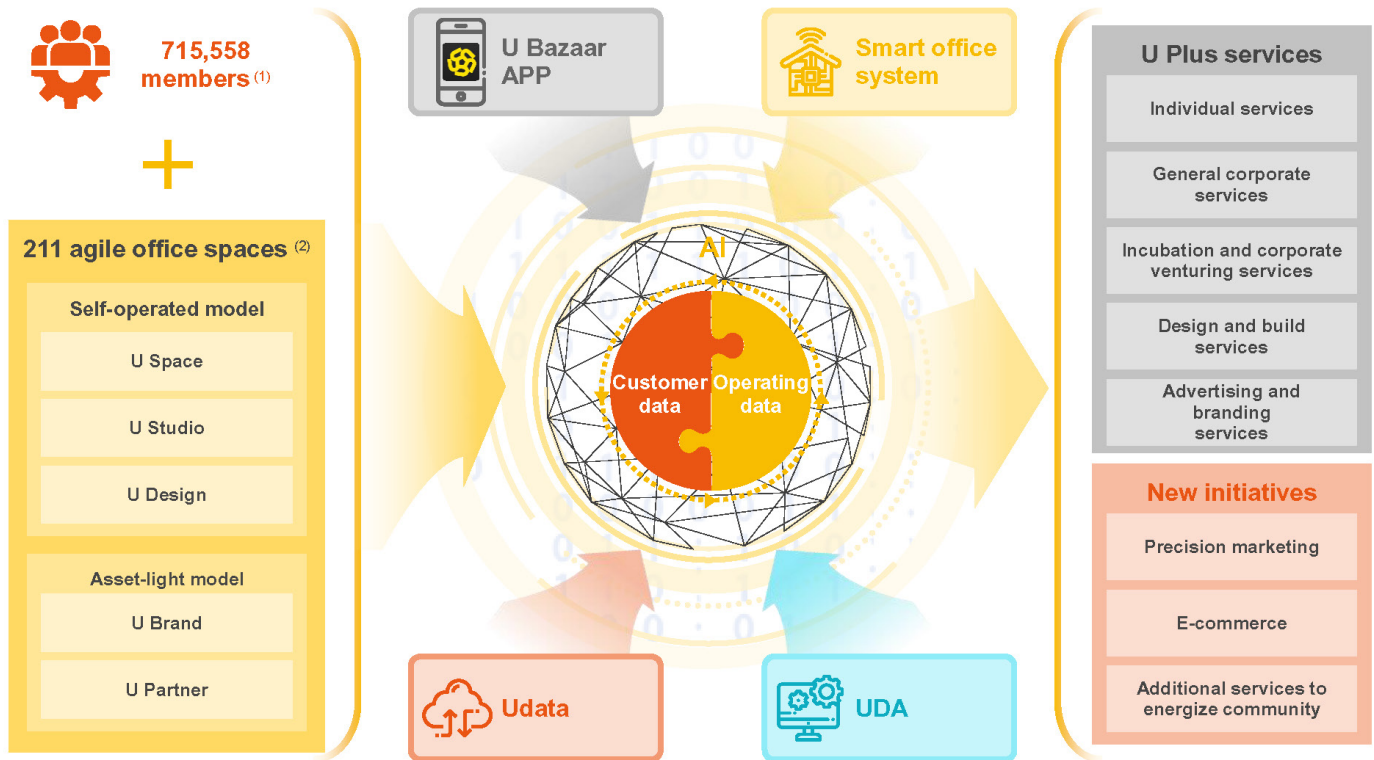 715,558
members (1)
211 agile office spaces (2)
Self-operated model
U Space
U Studio
U Design
Asset-light model
U Brand
U Partner
U Bazaar
APP
Smart office
system
AI
Customer
data
Operating
data
Udata
UDA
U Plus services
Individual services
General corporate
services
Incubation and corporate
venturing services
Design and build
services
Advertising and
branding
services
New initiatives
Precision marketing
E-commerce
Additional services to
energize community